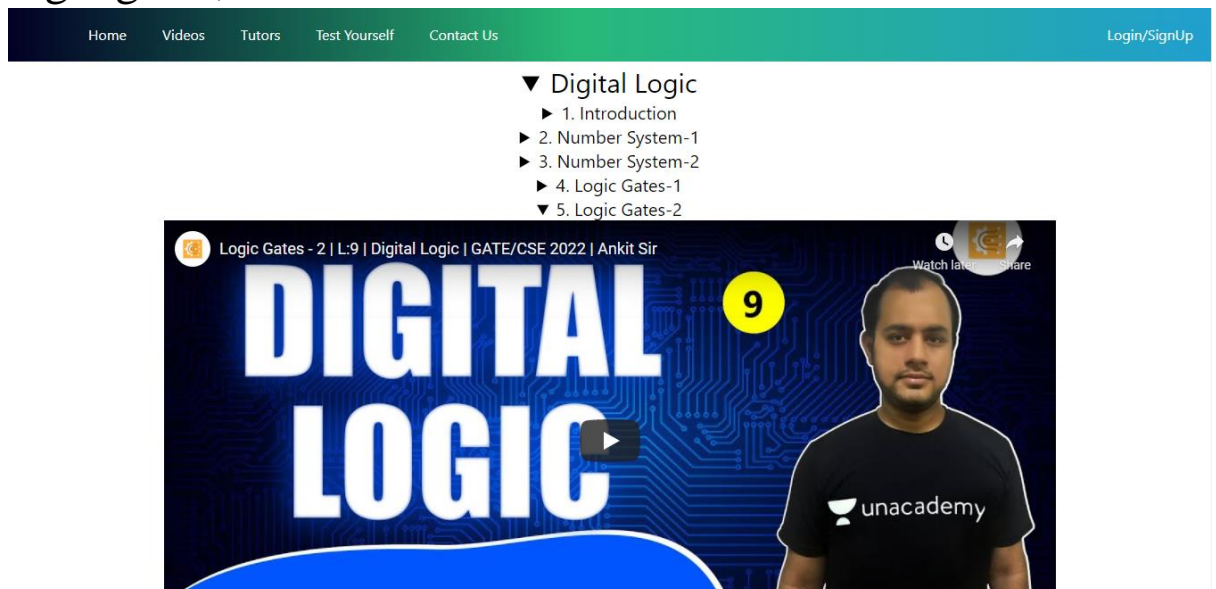 Home Videos Tutors Test Yourself Contact Us Login/SignUp
▼ Digital Logic
▶ 1. Introduction
▶ 2. Number System-1
▶ 3. Number System-2
▶ 4. Logic Gates-1
▼ 5. Logic Gates-2
Logic Gates - 2 | L:9 | Digital Logic | GATE/CSE 2022 | Ankit Sir
Watch later Share
DIGITAL
9
LOGIC
unacademy